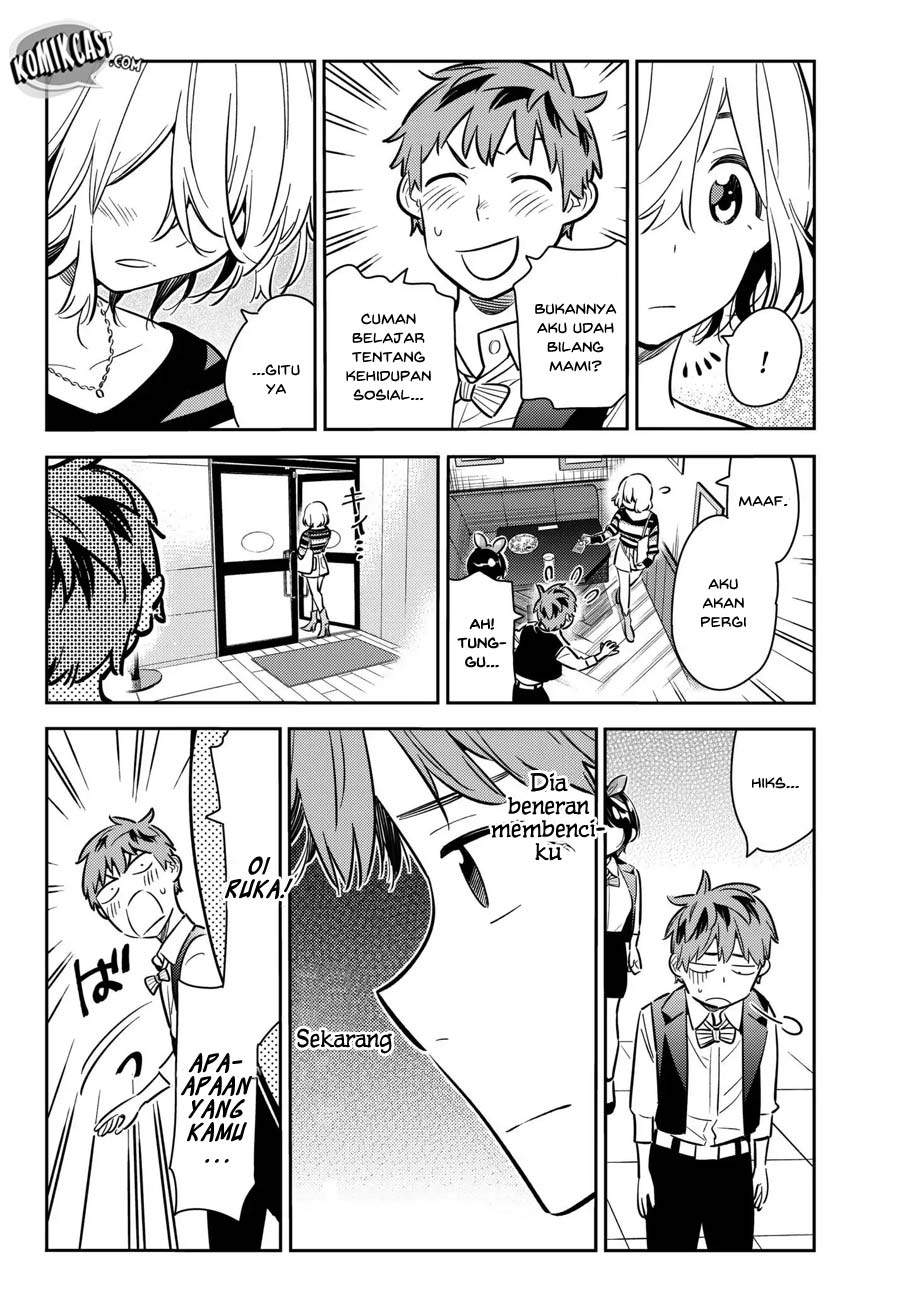 KOMIKCAST.COM
!
BUKANNYA
AKU UDAH
BILANG
MAMI?
CUMAN
BELAJAR
TENTANG
KEHIDUPAN
SOSIAL...
...GITU
YA
MAAF.
AKU
AKAN
PERGI
AH!
TUNG-
GU...
キィ...
HIKS...
Dia
beneran
membenci-
ku
Sekarang
OI
RUKA!
APA-
APAAN
YANG
KAMU
...
ばっ